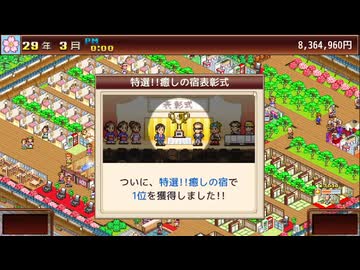 29年 3月 PM 0:00
8,364,960円
特選!!癒しの宿表彰式
表彰式
ついに、特選!!癒しの宿で
1位を獲得しました!!